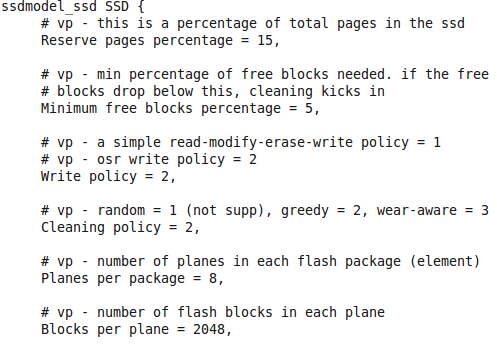 ssdmodel_ssd SSD {
# vp - this is a percentage of total pages in the ssd
Reserve pages percentage = 15,
# vp - min percentage of free blocks needed. if the free
# blocks drop below this, cleaning kicks in
Minimum free blocks percentage = 5,
# vp - a simple read-modify-erase-write policy = 1
# vp - osr write policy = 2
Write policy = 2,
# vp - random = 1 (not supp), greedy = 2, wear-aware = 3
Cleaning policy = 2,
# vp - number of planes in each flash package (element)
Planes per package = 8,
# vp - number of flash blocks in each plane
Blocks per plane = 2048,